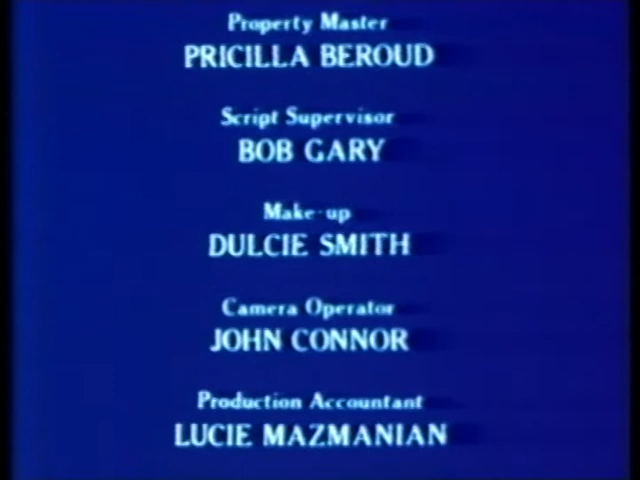 Property Master
PRICILLA BEROUD
Script Supervisor
BOB GARY
Make-up
DULCIE SMITH
Camera Operator
JOHN CONNOR
Production Accountant
LUCIE MAZMANIAN